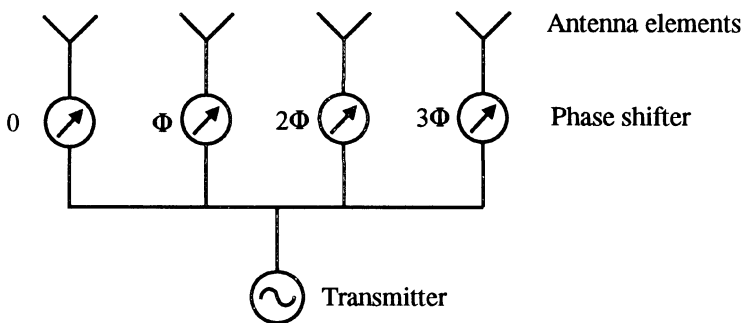 Antenna elements
0 Φ 2Φ 3Φ Phase shifter
Transmitter